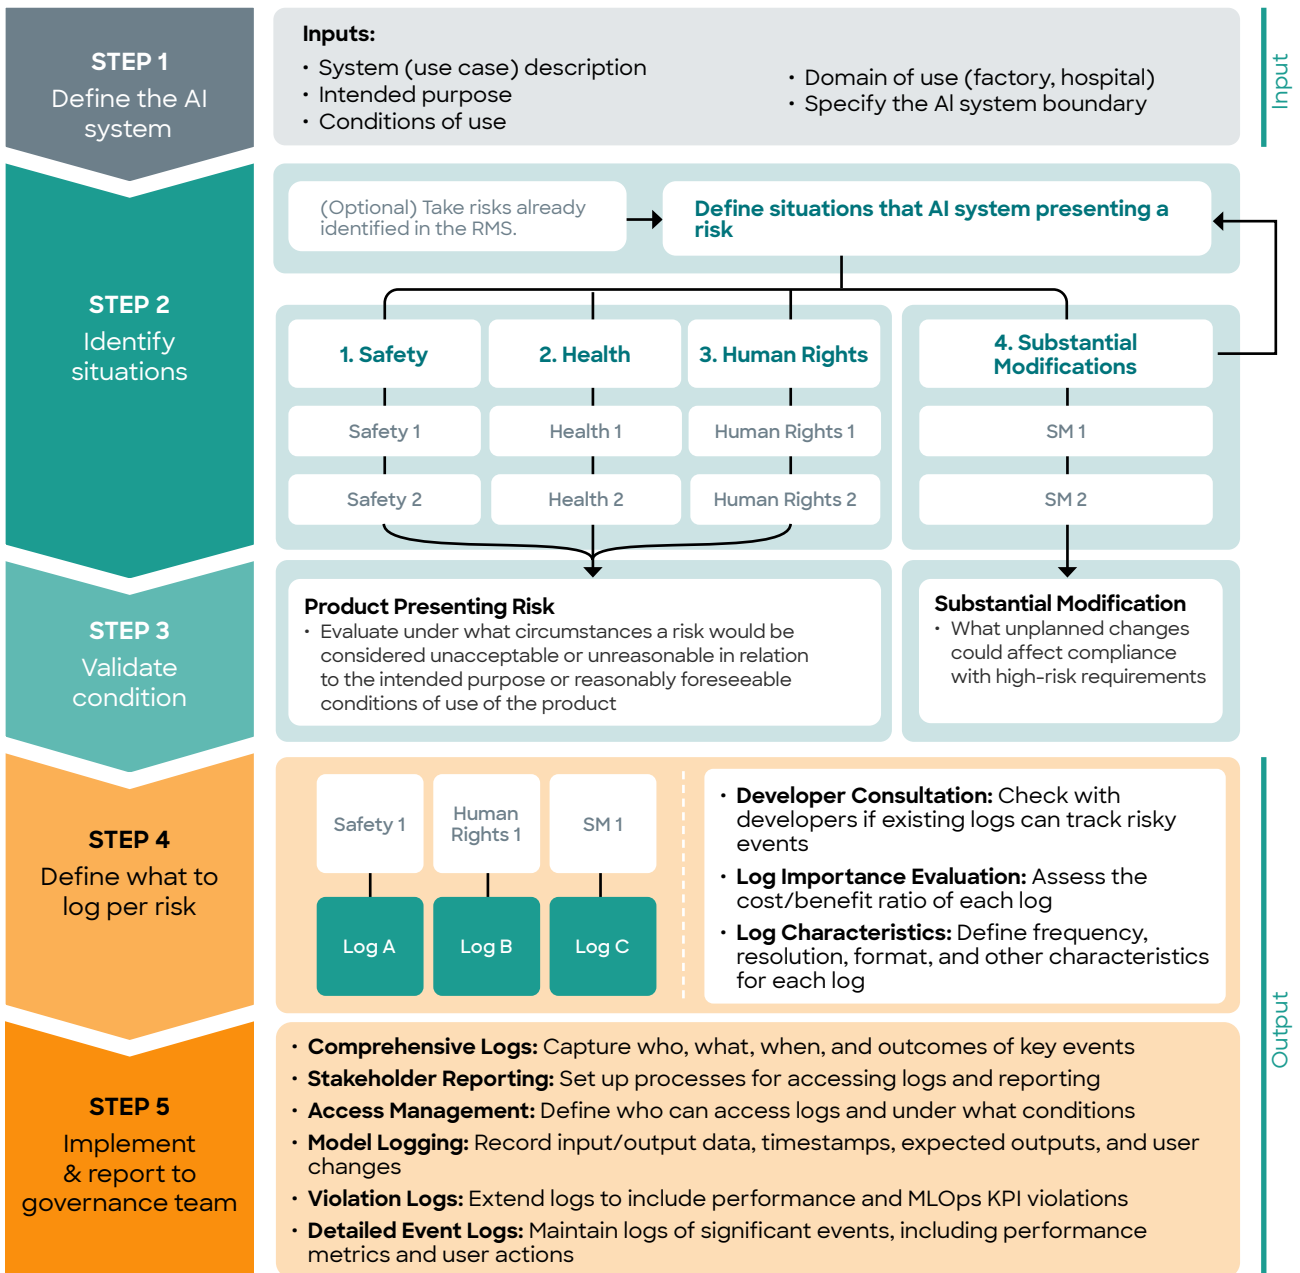 STEP 1
Define the AI
system
Inputs:
• System (use case) description
• Intended purpose
• Conditions of use
• Domain of use (factory, hospital)
• Specify the AI system boundary
Input
STEP 2
Identify
situations
(Optional) Take risks already
identified in the RMS.
Define situations that AI system presenting a
risk
1. Safety
2. Health
3. Human Rights
4. Substantial
Modifications
Safety 1
Health 1
Human Rights 1
SM 1
Safety 2
Health 2
Human Rights 2
SM 2
STEP 3
Validate
condition
Product Presenting Risk
• Evaluate under what circumstances a risk would be
considered unacceptable or unreasonable in relation
to the intended purpose or reasonably foreseeable
conditions of use of the product
Substantial Modification
• What unplanned changes
could affect compliance
with high-risk requirements
STEP 4
Define what to
log per risk
Safety 1
Human
Rights 1
SM 1
Log A
Log B
Log C
• Developer Consultation: Check with
developers if existing logs can track risky
events
• Log Importance Evaluation: Assess the
cost/benefit ratio of each log
• Log Characteristics: Define frequency,
resolution, format, and other characteristics
for each log
Output
STEP 5
Implement
& report to
governance team
• Comprehensive Logs: Capture who, what, when, and outcomes of key events
• Stakeholder Reporting: Set up processes for accessing logs and reporting
• Access Management: Define who can access logs and under what conditions
• Model Logging: Record input/output data, timestamps, expected outputs, and user
changes
• Violation Logs: Extend logs to include performance and MLOps KPI violations
• Detailed Event Logs: Maintain logs of significant events, including performance
metrics and user actions